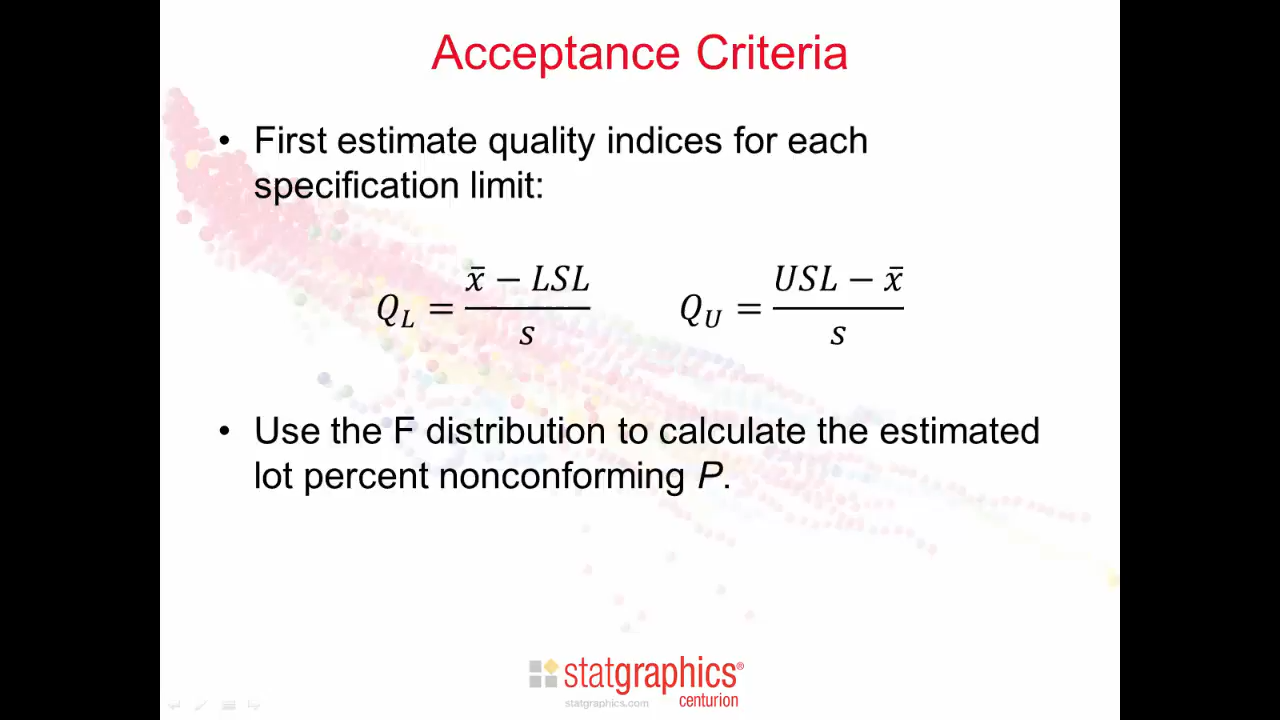 Acceptance Criteria
• First estimate quality indices for each
specification limit:
Q_L = (x̄ − LSL) / s    Q_U = (USL − x̄) / s
• Use the F distribution to calculate the estimated
lot percent nonconforming P.
statgraphics®
centurion
statgraphics.com